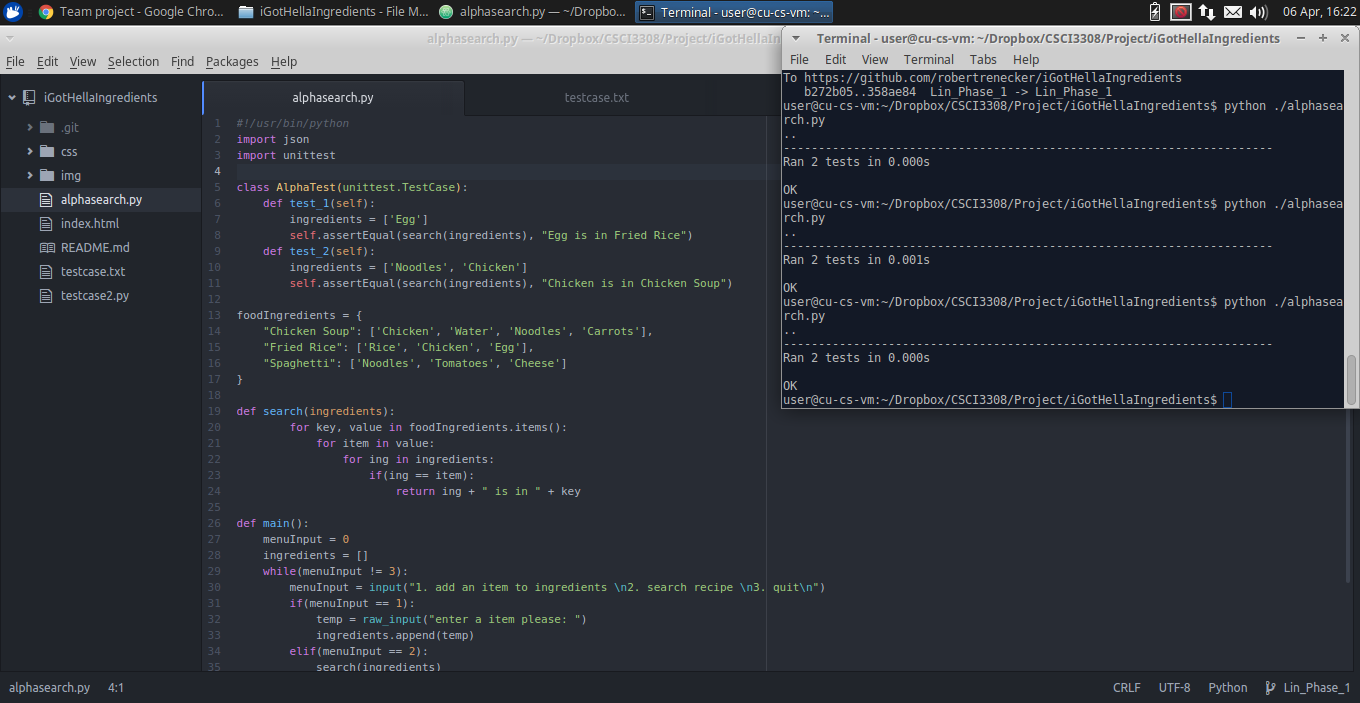 Team project - Google Chro...
iGotHellaIngredients - File M...
alphasearch.py — ~/Dropbo...
Terminal - user@cu-cs-vm: ~...
06 Apr, 16:22
alphasearch.py — ~/Dropbox/CSCI3308/Project/iGotHellaIn
File Edit View Selection Find Packages Help
iGotHellaIngredients
.git
css
img
alphasearch.py
index.html
README.md
testcase.txt
testcase2.py
alphasearch.py
testcase.txt
1 #!/usr/bin/python
2 import json
3 import unittest
4
5 class AlphaTest(unittest.TestCase):
6     def test_1(self):
7         ingredients = ['Egg']
8         self.assertEqual(search(ingredients), "Egg is in Fried Rice")
9     def test_2(self):
10         ingredients = ['Noodles', 'Chicken']
11         self.assertEqual(search(ingredients), "Chicken is in Chicken Soup")
12
13 foodIngredients = {
14     "Chicken Soup": ['Chicken', 'Water', 'Noodles', 'Carrots'],
15     "Fried Rice": ['Rice', 'Chicken', 'Egg'],
16     "Spaghetti": ['Noodles', 'Tomatoes', 'Cheese']
17 }
18
19 def search(ingredients):
20         for key, value in foodIngredients.items():
21             for item in value:
22                 for ing in ingredients:
23                     if(ing == item):
24                         return ing + " is in " + key
25
26 def main():
27     menuInput = 0
28     ingredients = []
29     while(menuInput != 3):
30         menuInput = input("1. add an item to ingredients \n2. search recipe \n3. quit\n")
31         if(menuInput == 1):
32             temp = raw_input("enter a item please: ")
33             ingredients.append(temp)
34         elif(menuInput == 2):
35             search(ingredients)
Terminal - user@cu-cs-vm: ~/Dropbox/CSCI3308/Project/iGotHellaIngredients
File Edit View Terminal Tabs Help
To https://github.com/robertrenecker/iGotHellaIngredients
   b272b05..358ae84  Lin_Phase_1 -> Lin_Phase_1
user@cu-cs-vm:~/Dropbox/CSCI3308/Project/iGotHellaIngredients$ python ./alphasea
rch.py
..
----------------------------------------------------------------------
Ran 2 tests in 0.000s

OK
user@cu-cs-vm:~/Dropbox/CSCI3308/Project/iGotHellaIngredients$ python ./alphasea
rch.py
..
----------------------------------------------------------------------
Ran 2 tests in 0.001s

OK
user@cu-cs-vm:~/Dropbox/CSCI3308/Project/iGotHellaIngredients$ python ./alphasea
rch.py
..
----------------------------------------------------------------------
Ran 2 tests in 0.000s

OK
user@cu-cs-vm:~/Dropbox/CSCI3308/Project/iGotHellaIngredients$
alphasearch.py 4:1
CRLF UTF-8 Python Lin_Phase_1